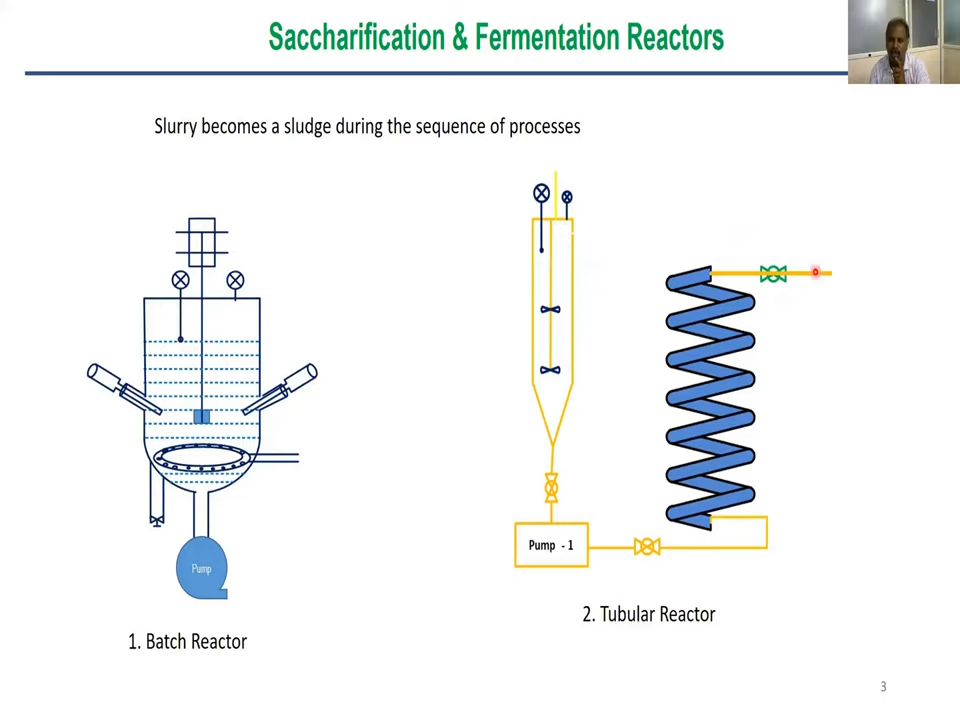 Saccharification & Fermentation Reactors
Slurry becomes a sludge during the sequence of processes
Pump
1. Batch Reactor
Pump - 1
2. Tubular Reactor
3